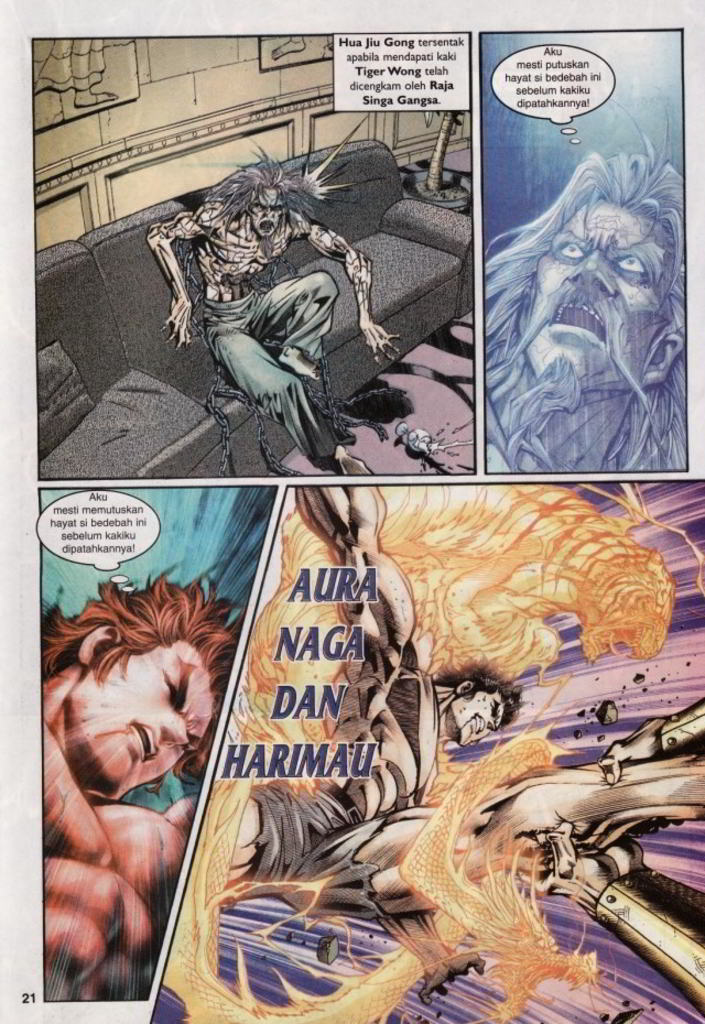 Hua Jiu Gong tersentak
apabila mendapati kaki
Tiger Wong telah
dicengkam oleh Raja
Singa Gangsa.
Aku
mesti putuskan
hayat si bedebah ini
sebelum kakiku
dipatahkannya!
Aku
mesti memutuskan
hayat si bedebah ini
sebelum kakiku
dipatahkannya!
AURA
NAGA
DAN
HARIMAU
21